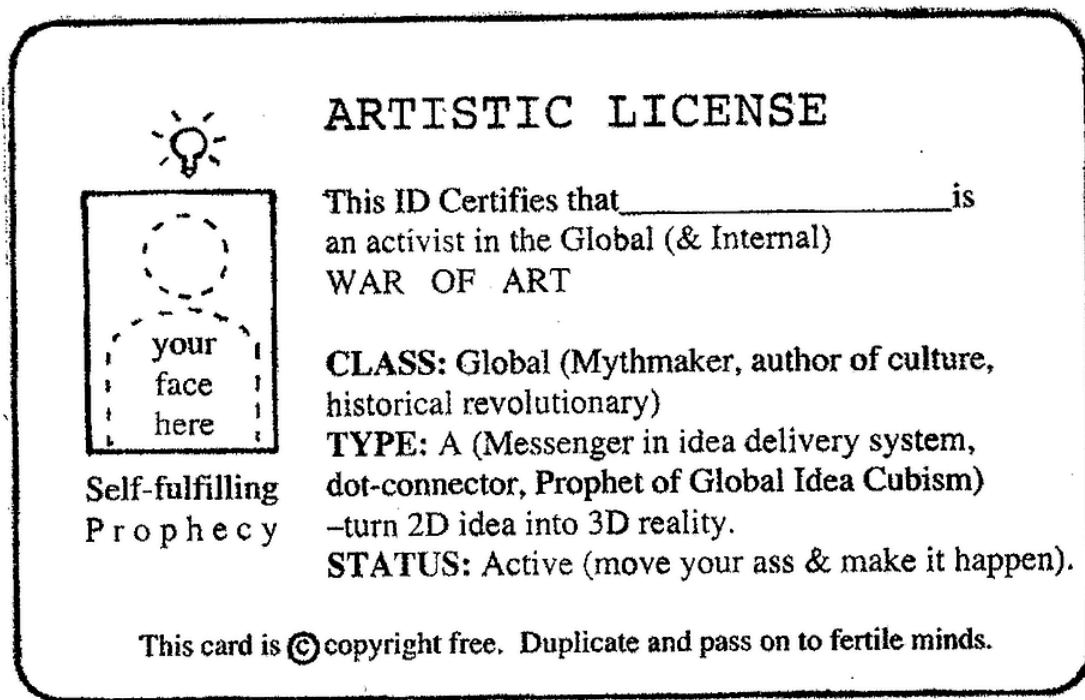 ARTISTIC LICENSE
This ID Certifies that____________________is
an activist in the Global (& Internal)
WAR OF ART
your
face
here
Self-fulfilling
Prophecy
CLASS: Global (Mythmaker, author of culture,
historical revolutionary)
TYPE: A (Messenger in idea delivery system,
dot-connector, Prophet of Global Idea Cubism)
–turn 2D idea into 3D reality.
STATUS: Active (move your ass & make it happen).
This card is © copyright free. Duplicate and pass on to fertile minds.